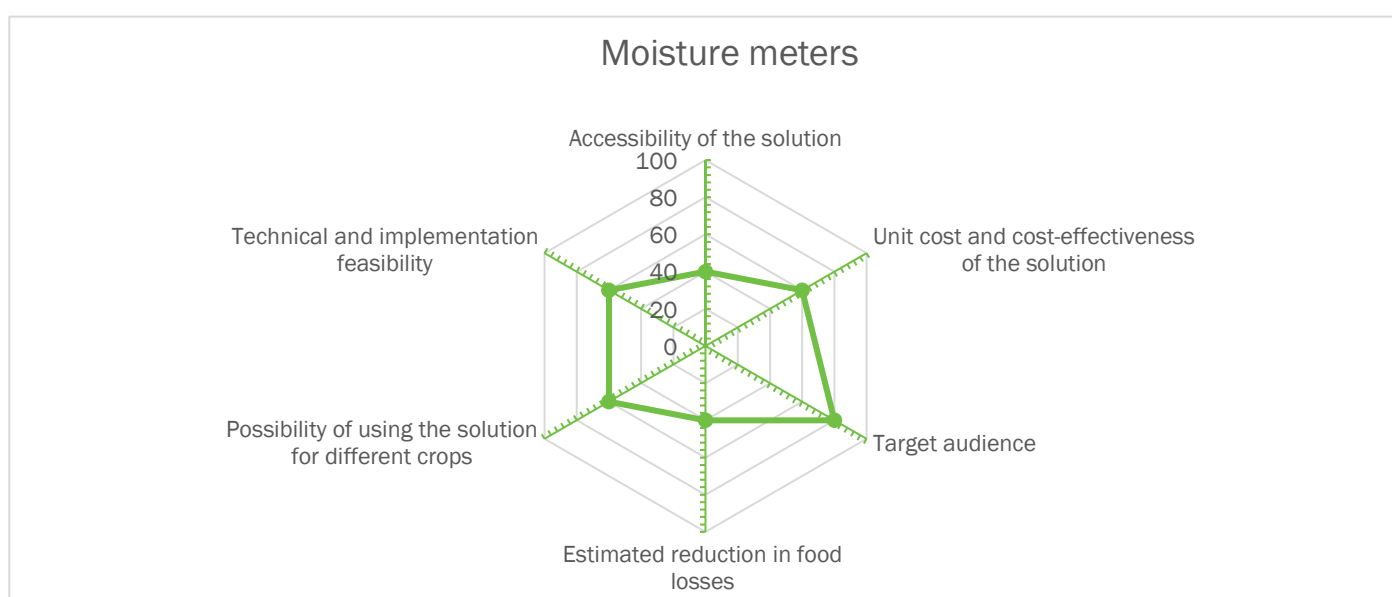 Moisture meters
Accessibility of the solution
100
80
60
40
20
0
Technical and implementation
feasibility
Unit cost and cost-effectiveness
of the solution
Possibility of using the solution
for different crops
Target audience
Estimated reduction in food
losses